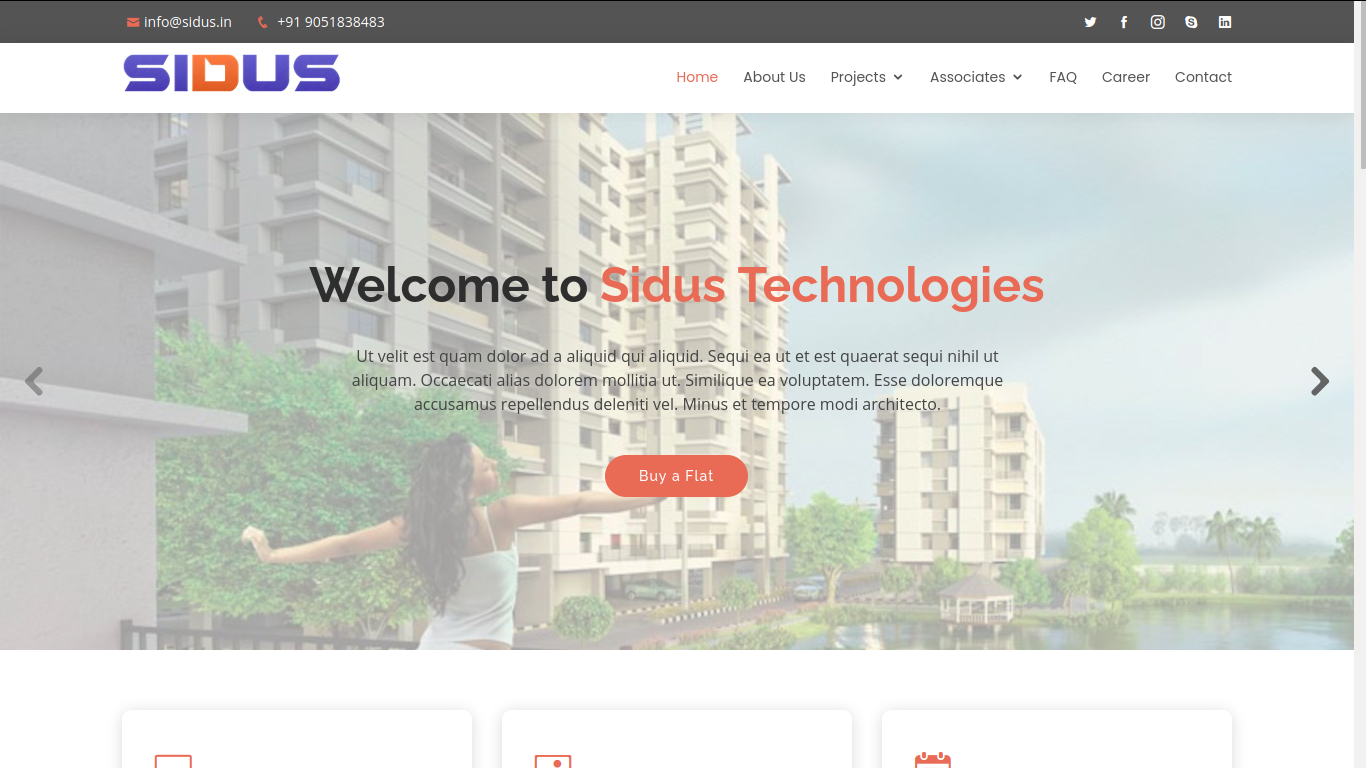 info@sidus.in
+91 9051838483
SIDUS
Home
About Us
Projects
Associates
FAQ
Career
Contact
Welcome to Sidus Technologies
Ut velit est quam dolor ad a aliquid qui aliquid. Sequi ea ut et est quaerat sequi nihil ut
aliquam. Occaecati alias dolorem mollitia ut. Similique ea voluptatem. Esse doloremque
accusamus repellendus deleniti vel. Minus et tempore modi architecto.
Buy a Flat